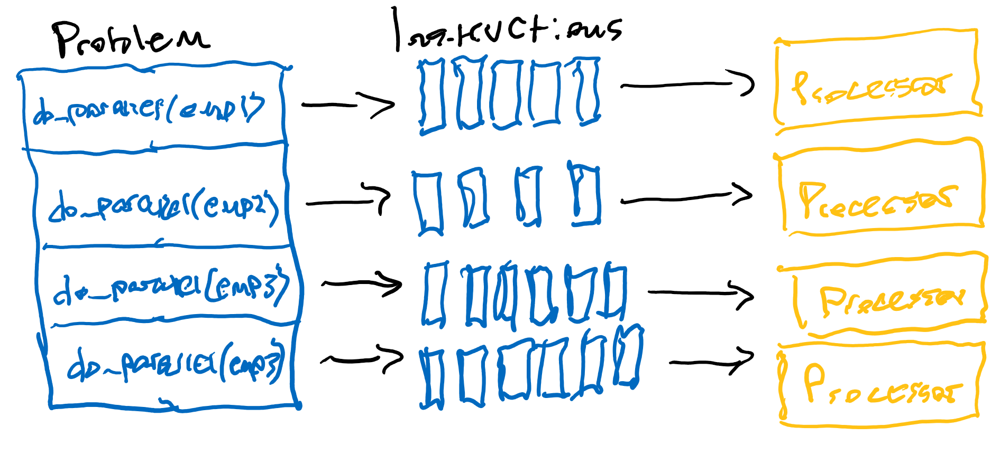 Problem
Instructions
do_parallel(emp1)
Processor
do_parallel(emp2)
Processor
do_parallel(emp3)
Processor
do_parallel(emp3)
Processor